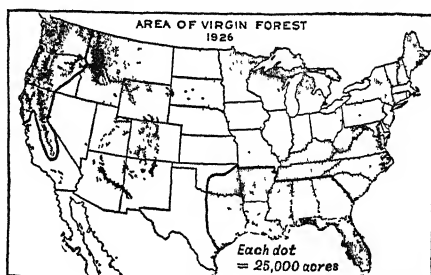 AREA OF VIRGIN FOREST
1926
Each dot
= 25,000 acres